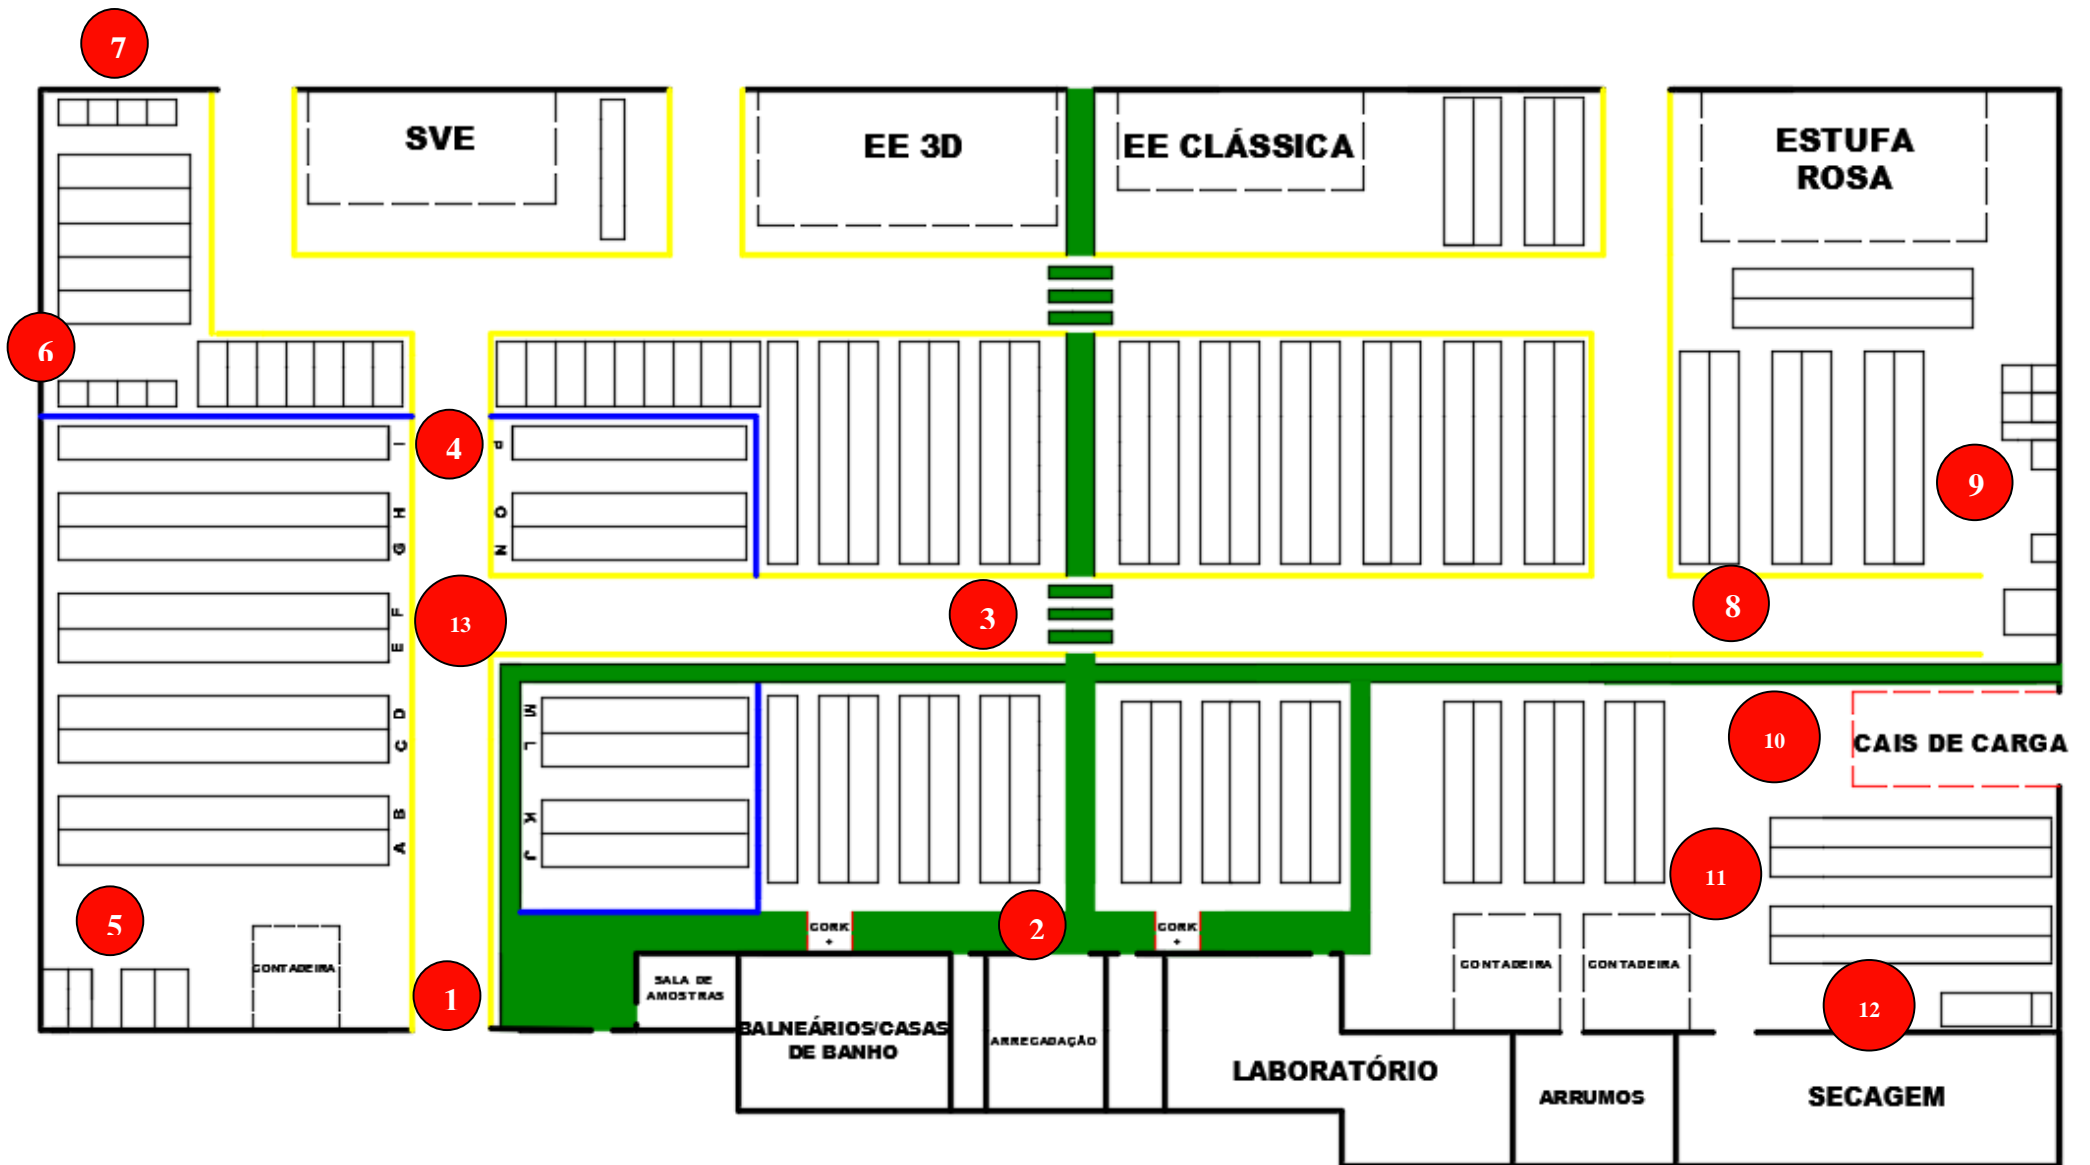 7
SVE
EE 3D
EE CLÁSSICA
ESTUFA
ROSA
6
4
I
P
9
H
O
G
N
8
13
F
3
E
10
CAIS DE CARGA
D
M
C
L
B
K
A
J
11
5
2
CORK
+
CORK
+
CONTADEIRA
CONTADEIRA
CONTADEIRA
1
SALA DE
AMOSTRAS
12
BALNEÁRIOS/CASAS
DE BANHO
ARRECADAÇÃO
LABORATÓRIO
ARRUMOS
SECAGEM